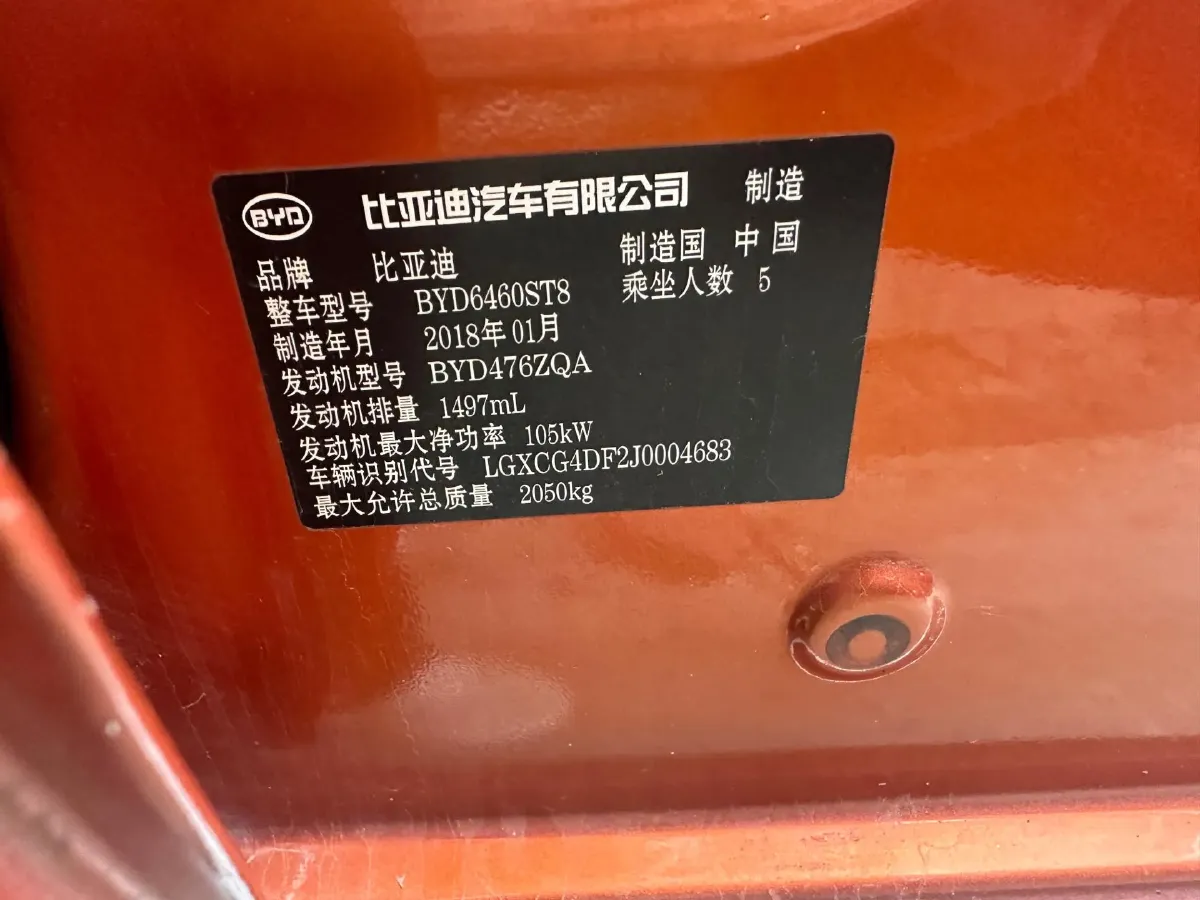 BYD 比亚迪汽车有限公司 制造
品牌 比亚迪 制造国 中国
整车型号 BYD6460ST8 乘坐人数 5
制造年月 2018年01月
发动机型号 BYD476ZQA
发动机排量 1497mL
发动机最大净功率 105kW
车辆识别代号 LGXCG4DF2J0004683
最大允许总质量 2050kg